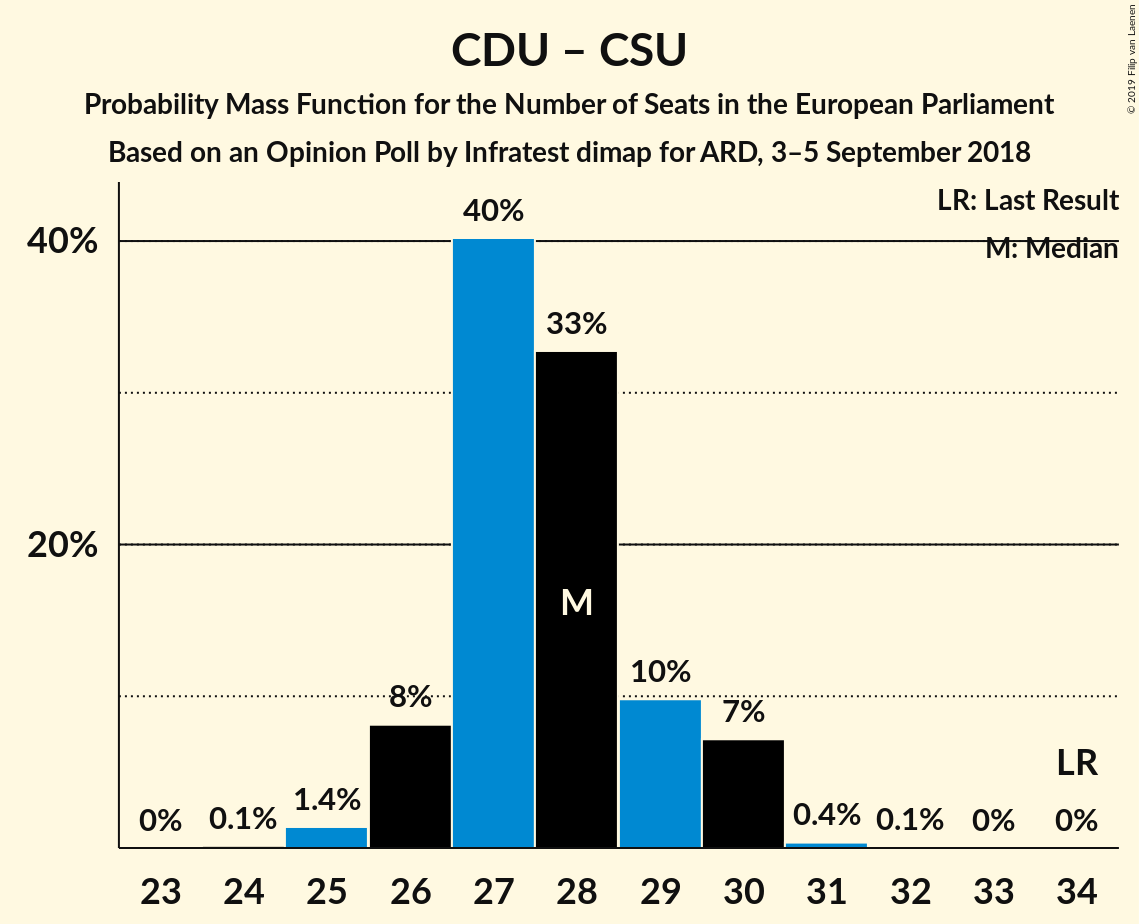 CDU – CSU
Probability Mass Function for the Number of Seats in the European Parliament
Based on an Opinion Poll by Infratest dimap for ARD, 3–5 September 2018
© 2019 Filip van Laenen
LR: Last Result
M: Median
40%
20%
0%
0.1%
1.4%
8%
40%
33%
10%
7%
0.4%
0.1%
0%
0%
M
LR
23 24 25 26 27 28 29 30 31 32 33 34